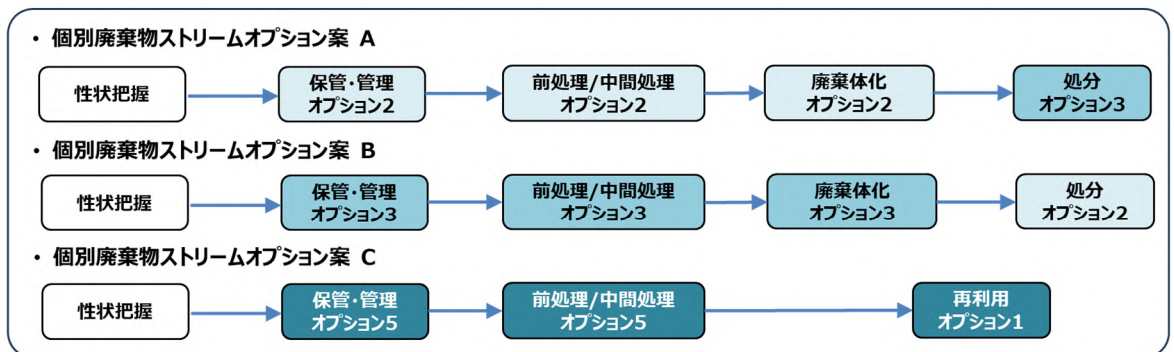 ・ 個別廃棄物ストリームオプション案 A
性状把握
保管・管理
オプション2
前処理/中間処理
オプション2
廃棄体化
オプション2
処分
オプション3
・ 個別廃棄物ストリームオプション案 B
性状把握
保管・管理
オプション3
前処理/中間処理
オプション3
廃棄体化
オプション3
処分
オプション2
・ 個別廃棄物ストリームオプション案 C
性状把握
保管・管理
オプション5
前処理/中間処理
オプション5
再利用
オプション1